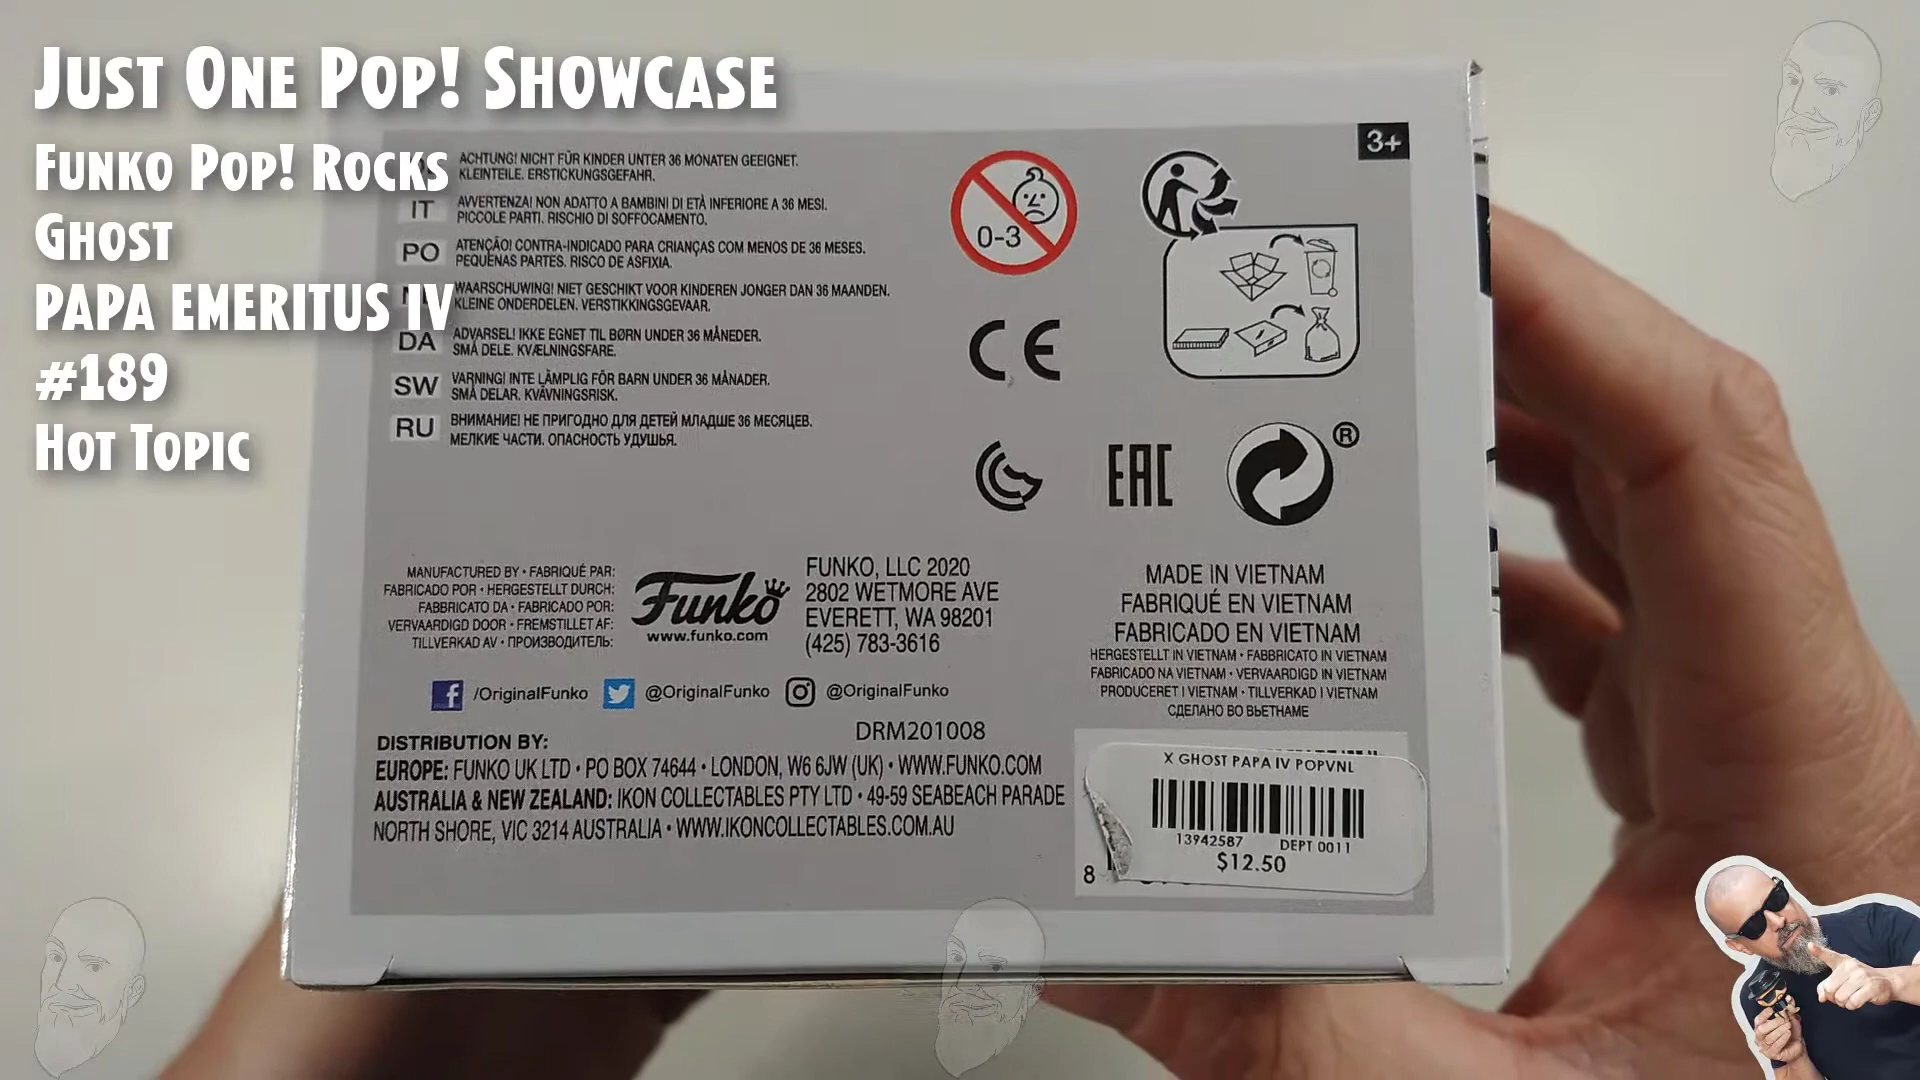 Just One Pop! Showcase
Funko Pop! Rocks
Ghost
PAPA EMERITUS IV
#189
Hot Topic
3+
ACHTUNG! NICHT FÜR KINDER UNTER 36 MONATEN GEEIGNET.
KLEINTEILE. ERSTICKUNGSGEFAHR.
IT AVVERTENZA! NON ADATTO A BAMBINI DI ETÀ INFERIORE A 36 MESI.
PICCOLE PARTI. RISCHIO DI SOFFOCAMENTO.
PO ATENÇÃO! CONTRA-INDICADO PARA CRIANÇAS COM MENOS DE 36 MESES.
PEQUENAS PARTES. RISCO DE ASFIXIA.
WAARSCHUWING! NIET GESCHIKT VOOR KINDEREN JONGER DAN 36 MAANDEN.
KLEINE ONDERDELEN. VERSTIKKINGSGEVAAR.
DA ADVARSEL! IKKE EGNET TIL BØRN UNDER 36 MÅNEDER.
SMÅ DELE. KVÆLNINGSFARE.
SW VARNING! INTE LÄMPLIG FÖR BARN UNDER 36 MÅNADER.
SMÅ DELAR. KVÄVNINGSRISK.
RU ВНИМАНИЕ! НЕ ПРИГОДНО ДЛЯ ДЕТЕЙ МЛАДШЕ 36 МЕСЯЦЕВ.
МЕЛКИЕ ЧАСТИ. ОПАСНОСТЬ УДУШЬЯ.
0-3
CE
EAC
®
MANUFACTURED BY • FABRIQUÉ PAR:
FABRICADO POR • HERGESTELLT DURCH:
FABBRICATO DA • FABRICADO POR:
VERVAARDIGD DOOR • FREMSTILLET AF:
TILLVERKAD AV • ПРОИЗВОДИТЕЛЬ:
Funko
www.funko.com
FUNKO, LLC 2020
2802 WETMORE AVE
EVERETT, WA 98201
(425) 783-3616
MADE IN VIETNAM
FABRIQUÉ EN VIETNAM
FABRICADO EN VIETNAM
HERGESTELLT IN VIETNAM • FABBRICATO IN VIETNAM
FABRICADO NA VIETNAM • VERVAARDIGD IN VIETNAM
PRODUCERET I VIETNAM • TILLVERKAD I VIETNAM
СДЕЛАНО ВО ВЬЕТНАМЕ
f /OriginalFunko @OriginalFunko @OriginalFunko
DRM201008
DISTRIBUTION BY:
EUROPE: FUNKO UK LTD • PO BOX 74644 • LONDON, W6 6JW (UK) • WWW.FUNKO.COM
AUSTRALIA & NEW ZEALAND: IKON COLLECTABLES PTY LTD • 49-59 SEABEACH PARADE
NORTH SHORE, VIC 3214 AUSTRALIA • WWW.IKONCOLLECTABLES.COM.AU
X GHOST PAPA IV POPVNL
13942587 DEPT 0011
$12.50
8